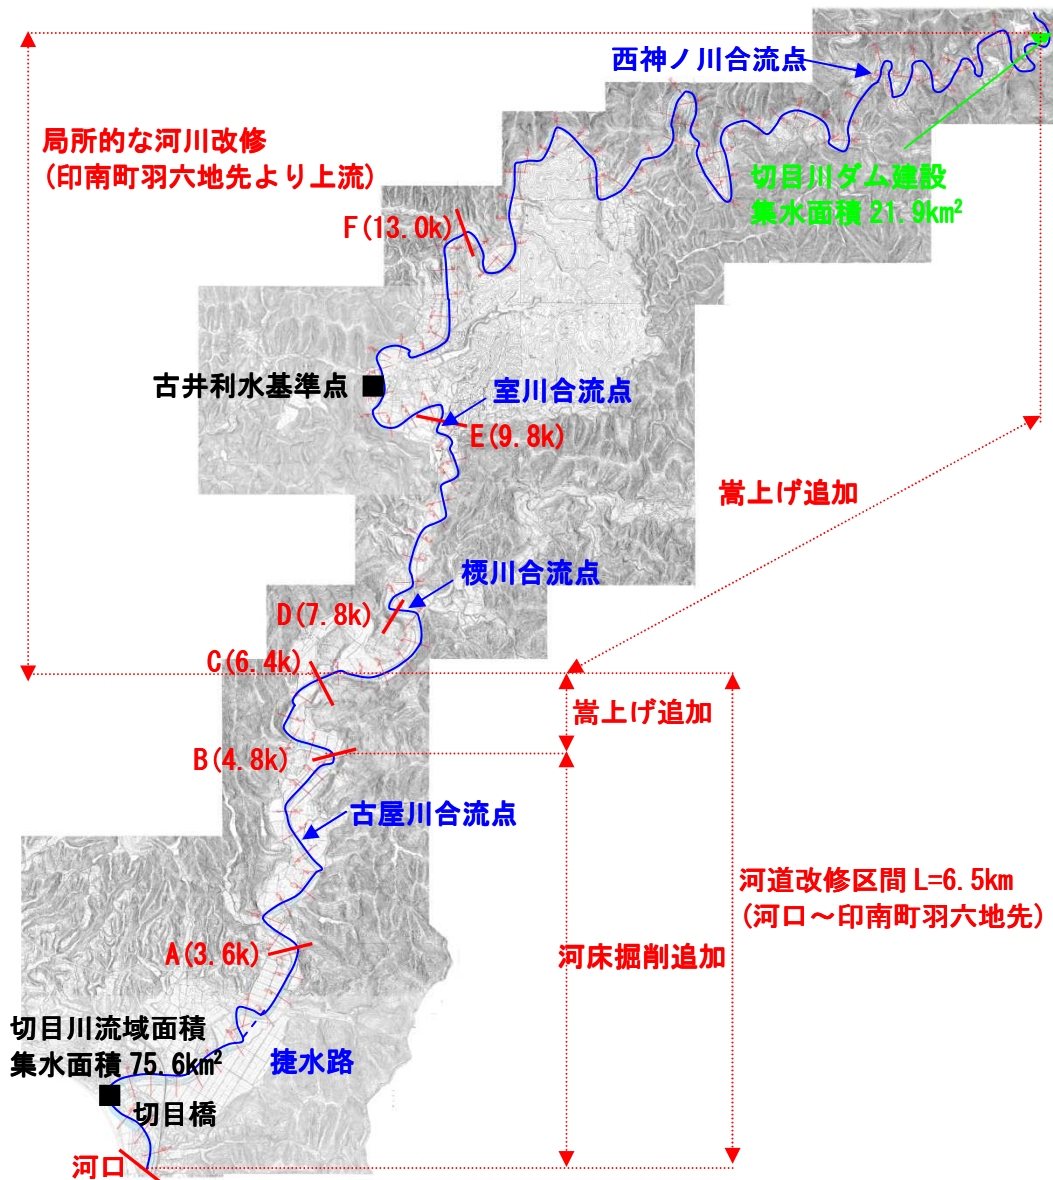 西神ノ川合流点
局所的な河川改修
(印南町羽六地先より上流)
切目川ダム建設
集水面積 21.9km²
F(13.0k)
古井利水基準点
室川合流点
E(9.8k)
嵩上げ追加
楔川合流点
D(7.8k)
C(6.4k)
嵩上げ追加
B(4.8k)
古屋川合流点
河道改修区間 L=6.5km
(河口～印南町羽六地先)
A(3.6k)
河床掘削追加
切目川流域面積
集水面積 75.6km²
捷水路
切目橋
河口